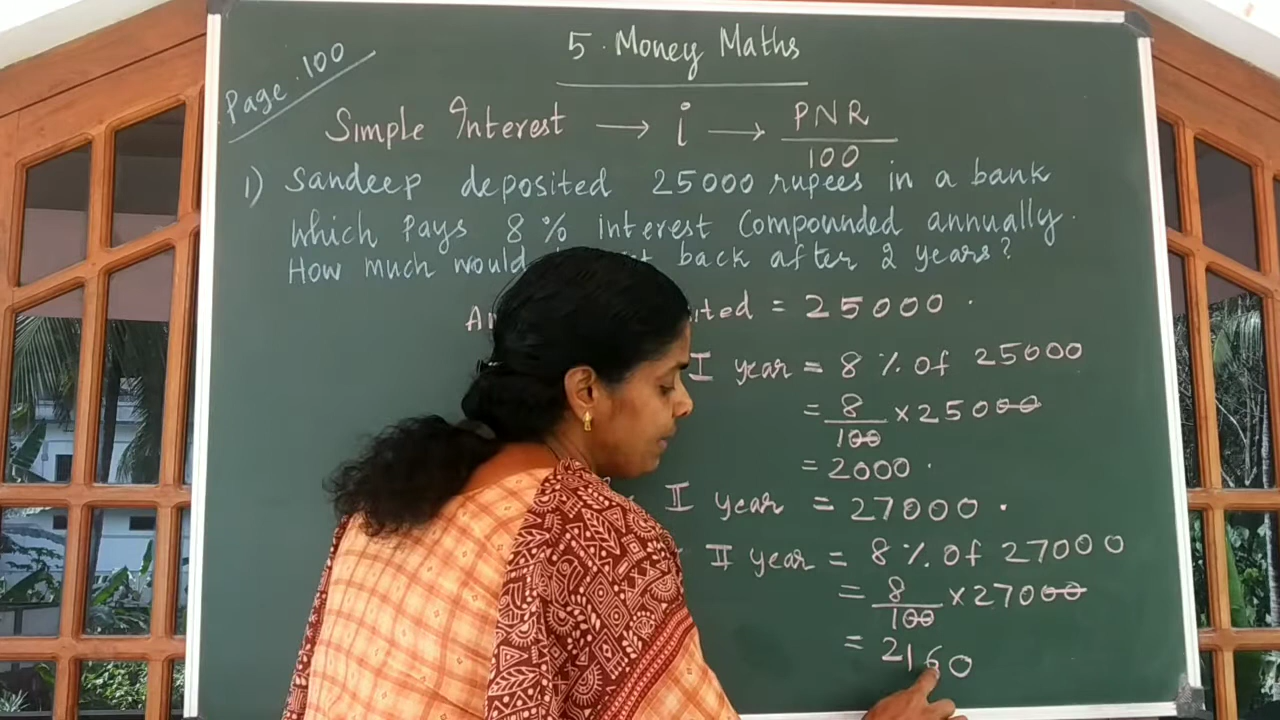 Page. 100
5. Money Maths
Simple Interest → i → PNR
100
1) Sandeep deposited 25000 rupees in a bank
which pays 8 % interest Compounded annually.
How much would back after 2 years?
= 25000.
I year = 8 % of 25000
= 8/100 × 25000
= 2000.
II year = 27000.
II year = 8 % of 27000
= 8/100 × 27000
= 2160